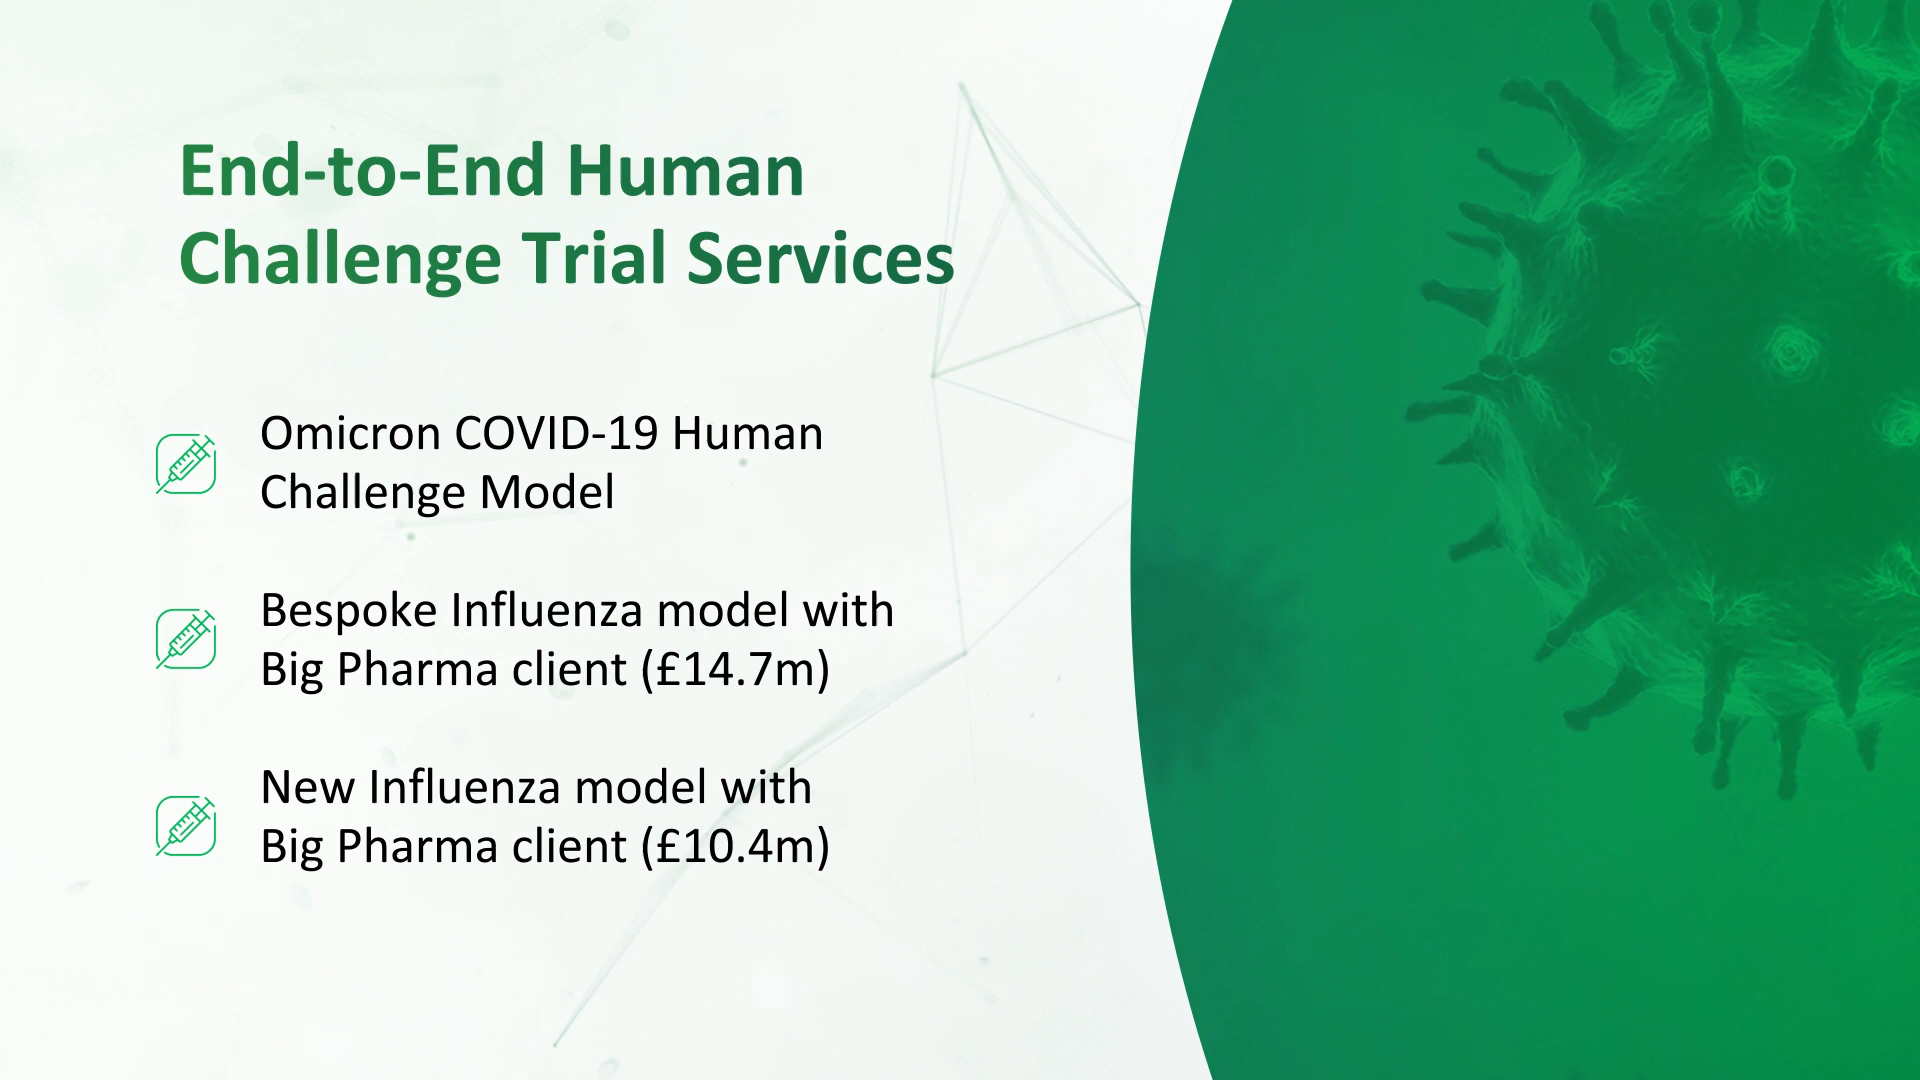 End-to-End Human
Challenge Trial Services
Omicron COVID-19 Human
Challenge Model
Bespoke Influenza model with
Big Pharma client (£14.7m)
New Influenza model with
Big Pharma client (£10.4m)